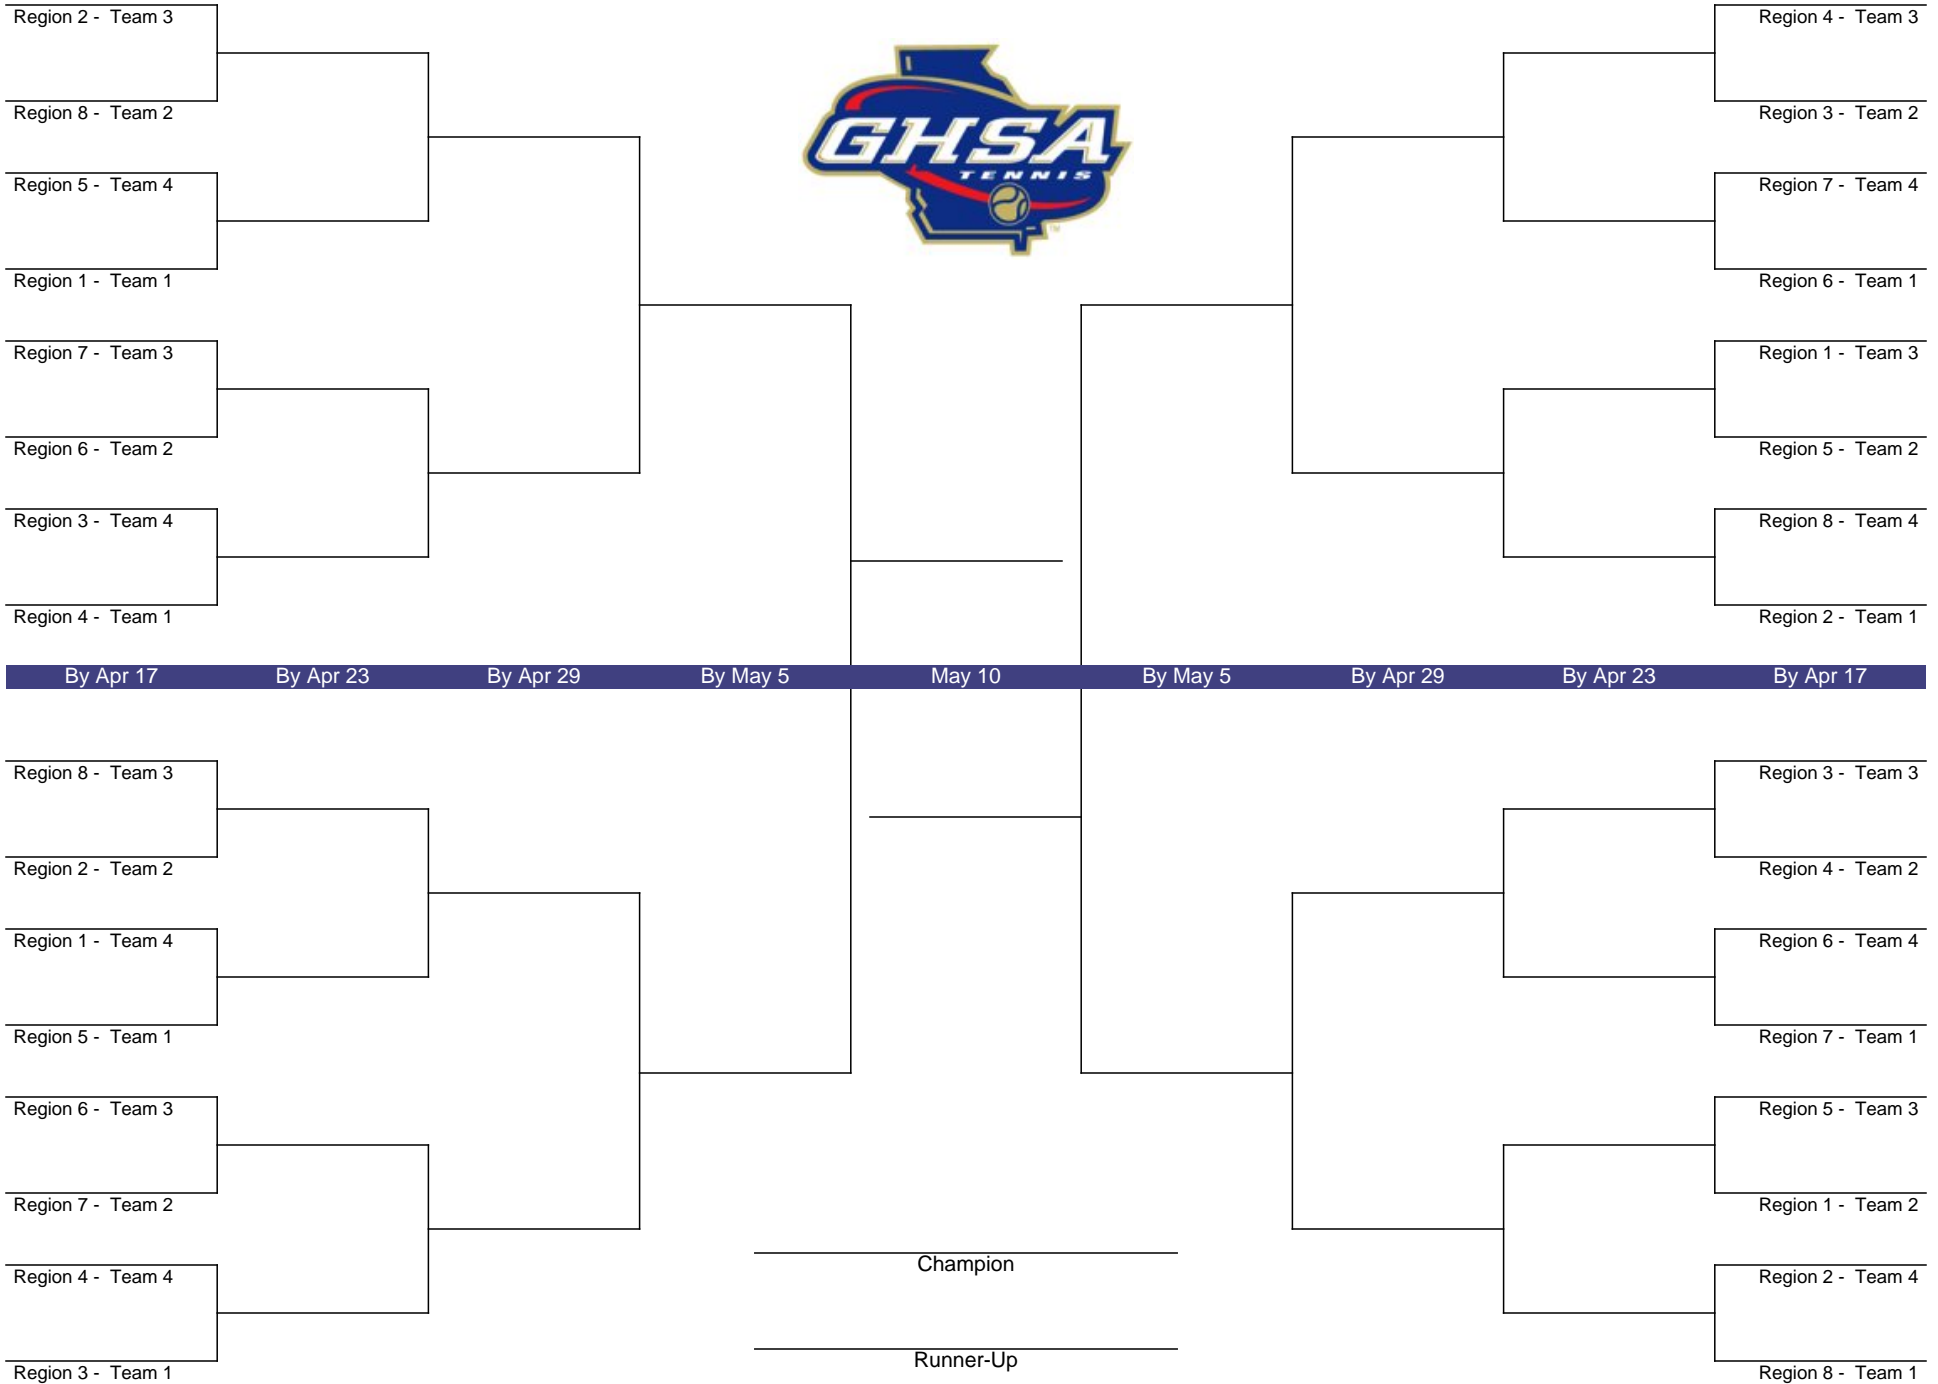 Region 2 - Team 3
Region 8 - Team 2
Region 5 - Team 4
Region 1 - Team 1
Region 7 - Team 3
Region 6 - Team 2
Region 3 - Team 4
Region 4 - Team 1
GHSA
TENNIS
TM
Region 4 - Team 3
Region 3 - Team 2
Region 7 - Team 4
Region 6 - Team 1
Region 1 - Team 3
Region 5 - Team 2
Region 8 - Team 4
Region 2 - Team 1
By Apr 17 By Apr 23 By Apr 29 By May 5 May 10 By May 5 By Apr 29 By Apr 23 By Apr 17
Region 8 - Team 3
Region 2 - Team 2
Region 1 - Team 4
Region 5 - Team 1
Region 6 - Team 3
Region 7 - Team 2
Region 4 - Team 4
Region 3 - Team 1
Champion
Runner-Up
Region 3 - Team 3
Region 4 - Team 2
Region 6 - Team 4
Region 7 - Team 1
Region 5 - Team 3
Region 1 - Team 2
Region 2 - Team 4
Region 8 - Team 1